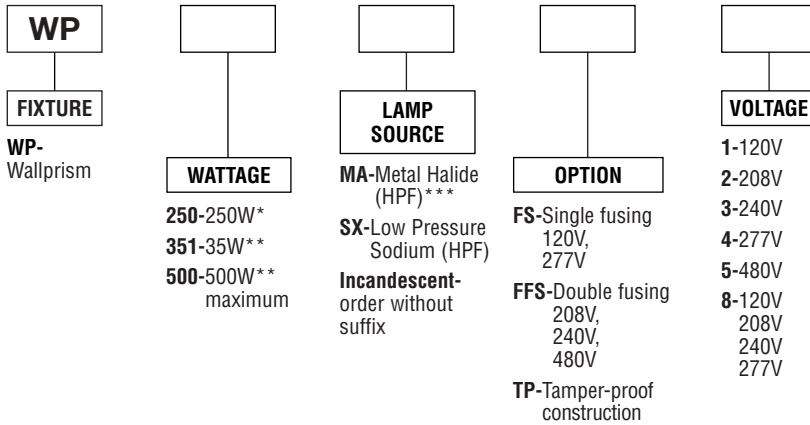 WP
FIXTURE
WP-
Wallprism
WATTAGE
250-250W*
351-35W**
500-500W**
maximum
LAMP
SOURCE
MA-Metal Halide
(HPF)***
SX-Low Pressure
Sodium (HPF)
Incandescent-
order without
suffix
OPTION
FS-Single fusing
120V,
277V
FFS-Double fusing
208V,
240V,
480V
TP-Tamper-proof
construction
VOLTAGE
1-120V
2-208V
3-240V
4-277V
5-480V
8-120V
208V
240V
277V